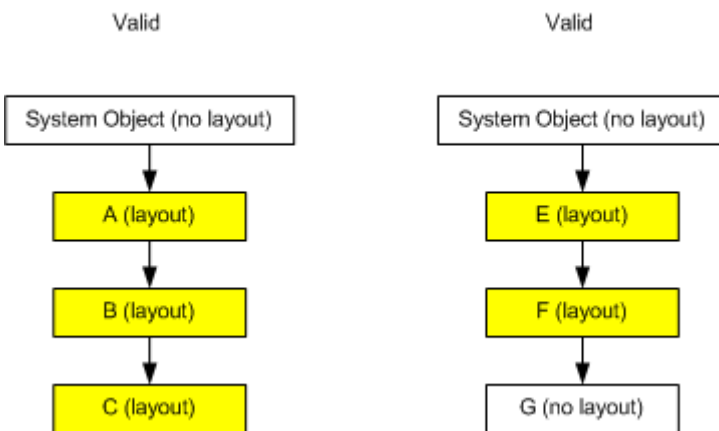 Valid
System Object (no layout)
A (layout)
B (layout)
C (layout)
Valid
System Object (no layout)
E (layout)
F (layout)
G (no layout)